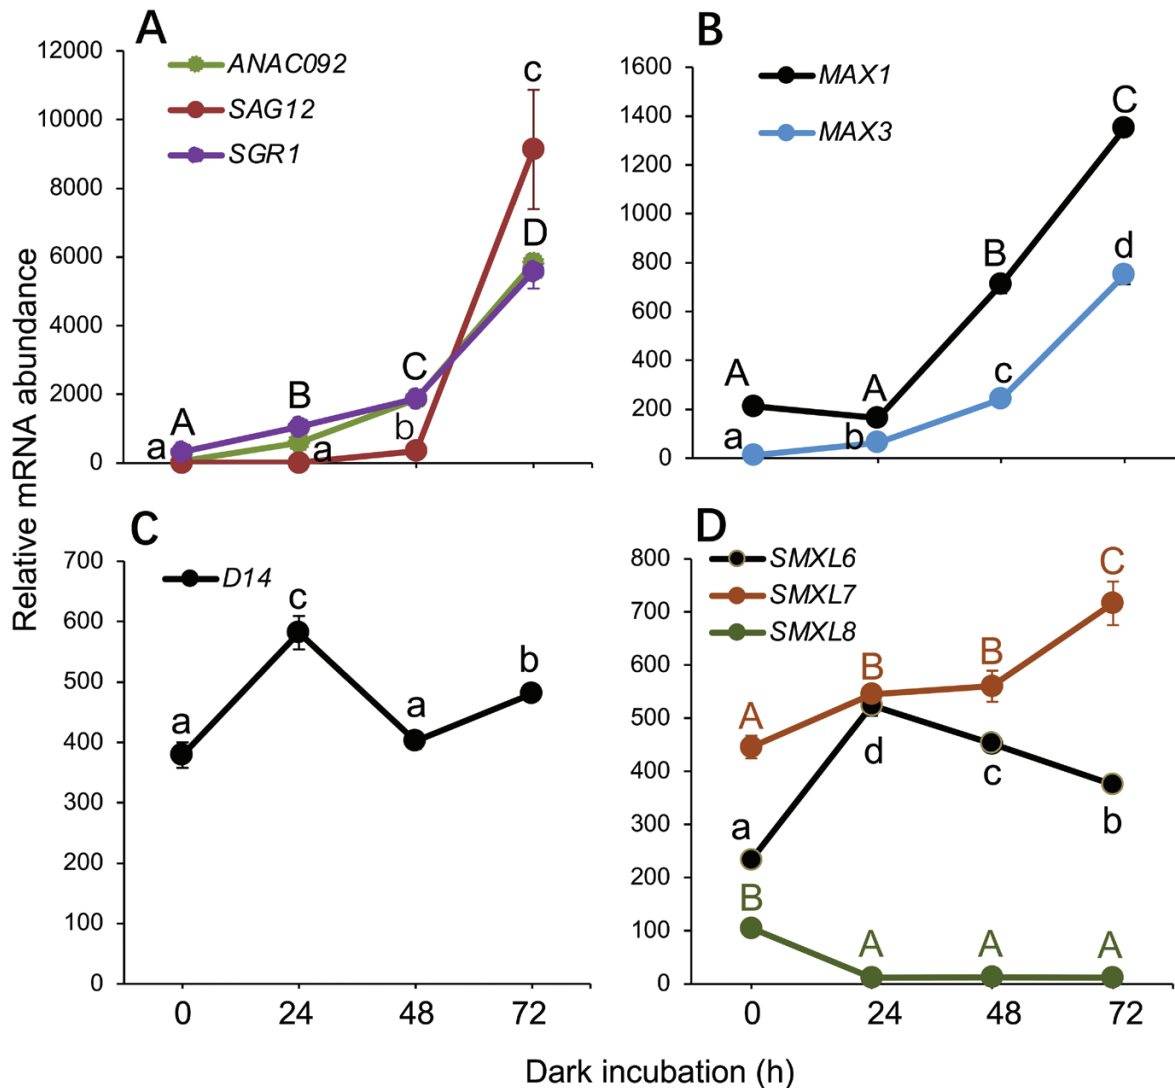 Relative mRNA abundance
A
ANAC092
SAG12
SGR1
12000
10000
8000
6000
4000
2000
0
A
B
C
D
a
a
b
c
B
MAX1
MAX3
1600
1400
1200
1000
800
600
400
200
0
A
A
B
C
a
b
c
d
C
D14
700
600
500
400
300
200
100
0
a
c
a
b
0 24 48 72
D
SMXL6
SMXL7
SMXL8
800
700
600
500
400
300
200
100
0
A
B
B
C
a
d
c
b
B
A
A
A
0 24 48 72
Dark incubation (h)